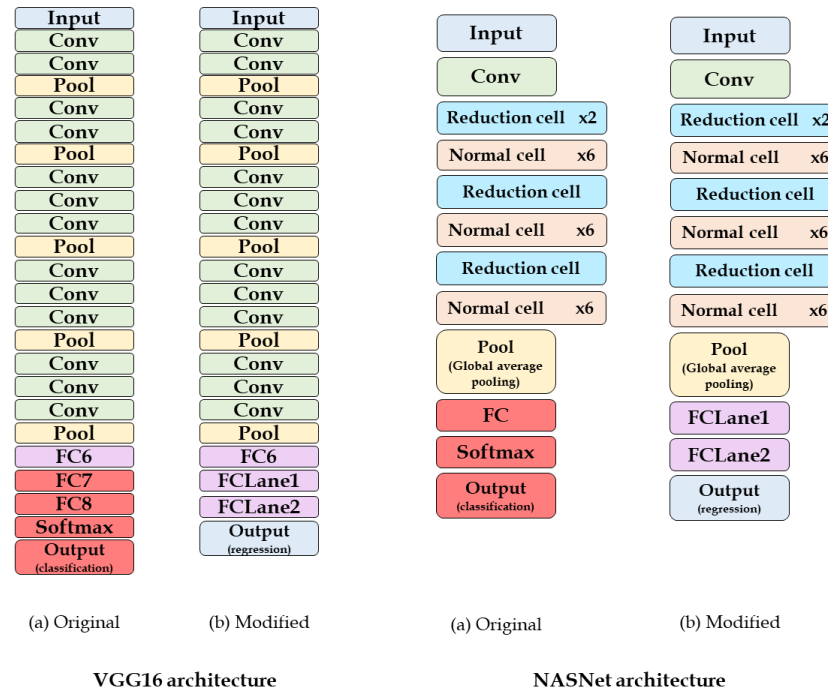 Input
Conv
Conv
Pool
Conv
Conv
Pool
Conv
Conv
Conv
Pool
Conv
Conv
Conv
Pool
Conv
Conv
Conv
Pool
FC6
FC7
FC8
Softmax
Output
(classification)
(a) Original
Input
Conv
Conv
Pool
Conv
Conv
Pool
Conv
Conv
Conv
Pool
Conv
Conv
Conv
Pool
Conv
Conv
Conv
Pool
FC6
FCLane1
FCLane2
Output
(regression)
(b) Modified
VGG16 architecture
Input
Conv
Reduction cell x2
Normal cell x6
Reduction cell
Normal cell x6
Reduction cell
Normal cell x6
Pool
(Global average
pooling)
FC
Softmax
Output
(classification)
(a) Original
Input
Conv
Reduction cell x2
Normal cell x6
Reduction cell
Normal cell x6
Reduction cell
Normal cell x6
Pool
(Global average
pooling)
FCLane1
FCLane2
Output
(regression)
(b) Modified
NASNet architecture